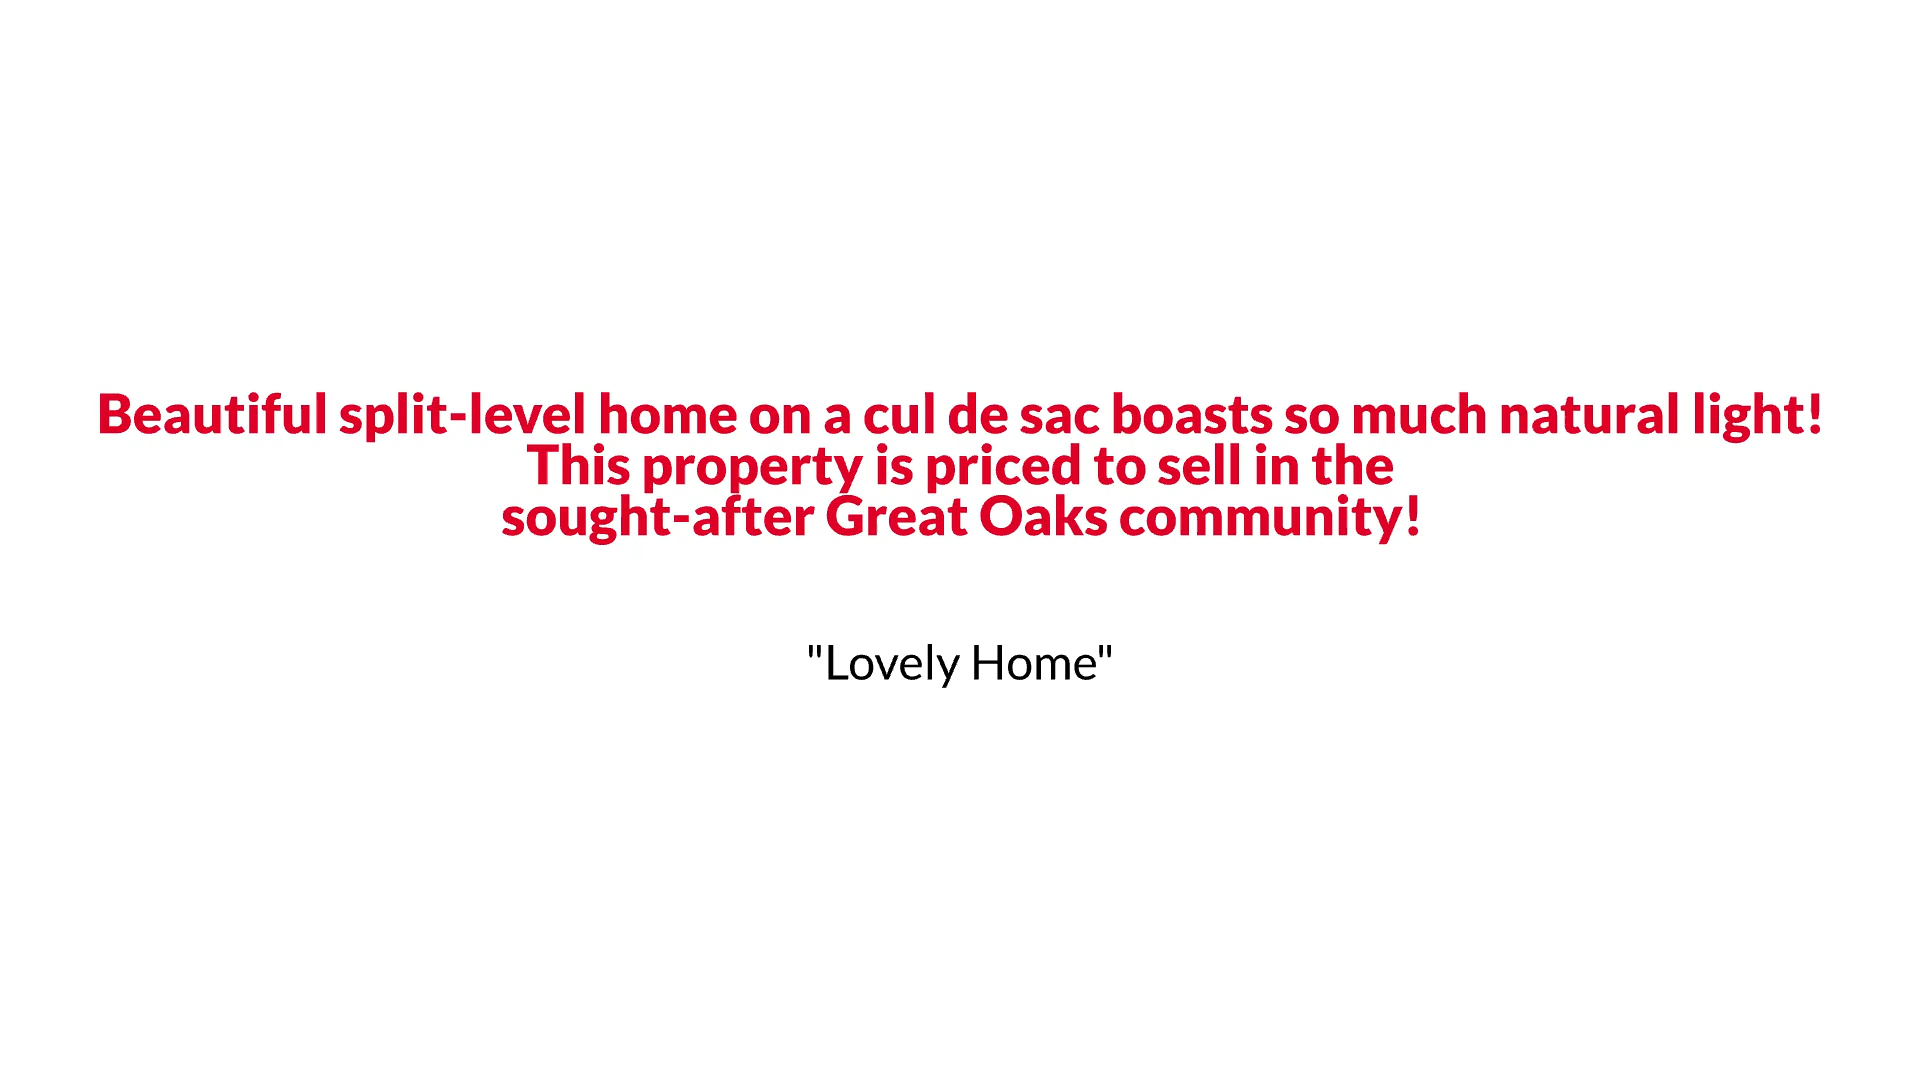 Beautiful split-level home on a cul de sac boasts so much natural light!
This property is priced to sell in the
sought-after Great Oaks community!
"Lovely Home"